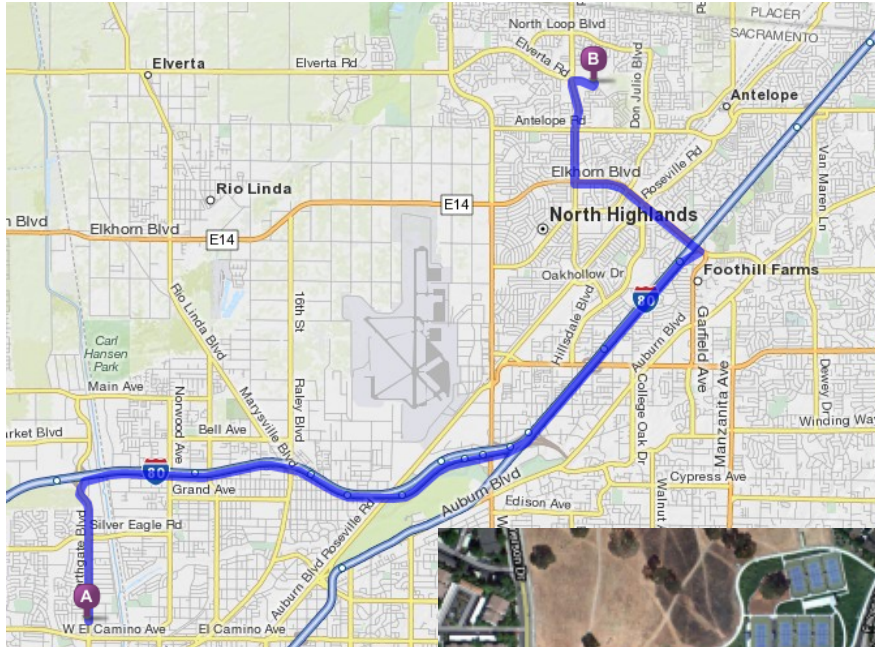 North Loop Blvd
PLACER
SACRAMENTO
Elverta
Elverta Rd
Elverta Rd
B
Don Julio Blvd
Antelope
Antelope Rd
Roseville Rd
Van Maren Ln
Elkhorn Blvd
Rio Linda
E14
North Highlands
Elkhorn Blvd
E14
Oakhollow Dr
Foothill Farms
16th St
Rio Linda Blvd
Hillsdale Blvd
80
Auburn Blvd
Garfield Ave
Carl
Hansen
Park
Main Ave
Norwood Ave
Marysville Blvd
Raley Blvd
College Oak Dr
Manzanita Ave
Dewey Dr
Winding Way
arket Blvd
Bell Ave
80
Grand Ave
Auburn Blvd
Cypress Ave
Edison Ave
Walnut A
Silver Eagle Rd
rthgate Blvd
Roseville Rd
Auburn Blvd
A
W El Camino Ave
El Camino Ave